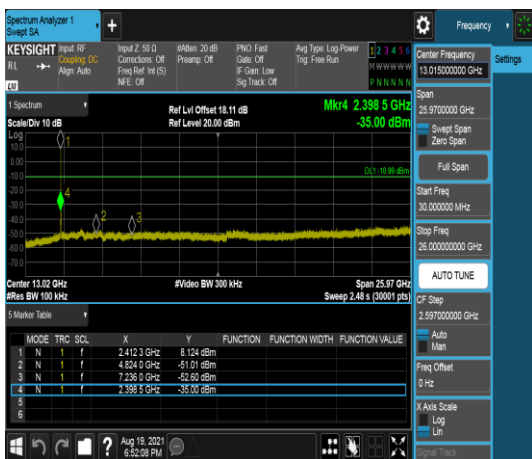 Spectrum Analyzer 1
Swept SA
+
Frequency
KEYSIGHT Input: RF Input Z: 50 Ω #Atten: 20 dB PNO: Fast Avg Type: Log-Power 1 2 3 4 5 6
RL Coupling: DC Corrections: Off Preamp: Off Gate: Off Trig: Free Run M W W W W W
Align: Auto Freq Ref: Int (S) IF Gain: Low
LXI NFE: Off Sig Track: Off P N N N N N
1 Spectrum
Ref Lvl Offset 18.11 dB Mkr4 2.398 5 GHz
Scale/Div 10 dB Ref Level 20.00 dBm -35.00 dBm
Log
10.0
0.00
-10.0
-20.0
-30.0
-40.0
-50.0
-60.0
-70.0
1
DL1 -10.99 dBm
4
2
3
Center 13.02 GHz #Video BW 300 kHz Span 25.97 GHz
#Res BW 100 kHz Sweep 2.48 s (30001 pts)
5 Marker Table
MODE TRC SCL X Y FUNCTION FUNCTION WIDTH FUNCTION VALUE
1 N 1 f 2.412 3 GHz 8.124 dBm
2 N 1 f 4.824 0 GHz -51.01 dBm
3 N 1 f 7.236 0 GHz -52.60 dBm
4 N 1 f 2.398 5 GHz -35.00 dBm
5
6
Aug 19, 2021
6:52:08 PM
?
Settings
Center Frequency
13.015000000 GHz
Span
25.9700000 GHz
Swept Span
Zero Span
Full Span
Start Freq
30.000000 MHz
Stop Freq
26.000000000 GHz
AUTO TUNE
CF Step
2.597000000 GHz
Auto
Man
Freq Offset
0 Hz
X Axis Scale
Log
Lin
Signal Track